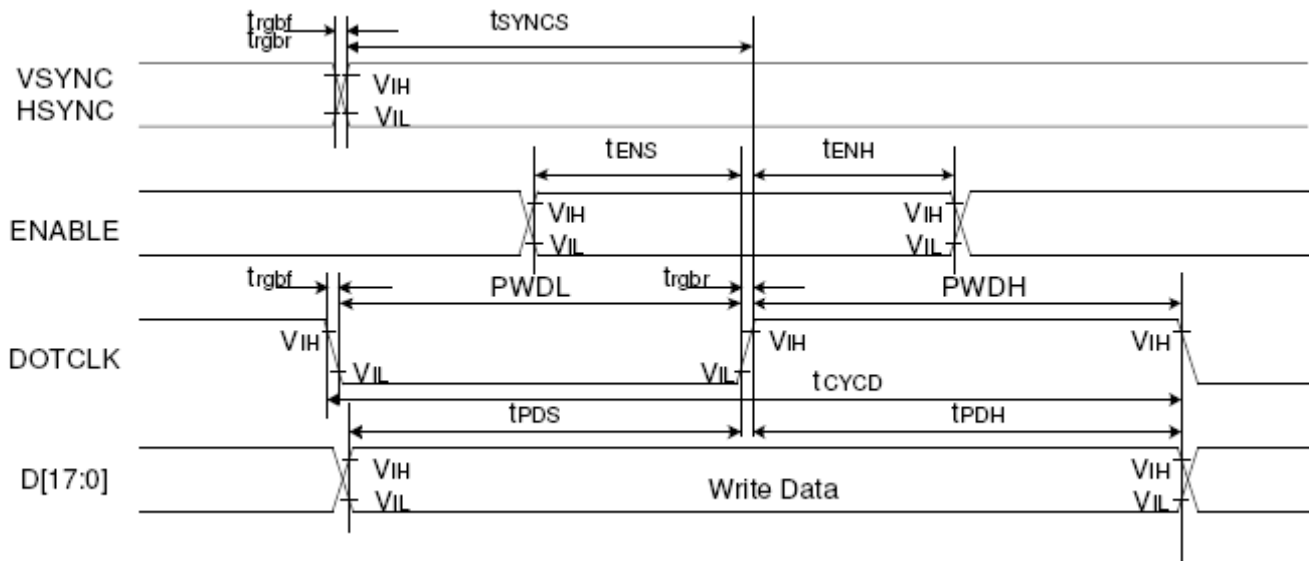 trgbf
trgbr
tSYNCS
VSYNC
HSYNC
VIH
VIL
tENS
tENH
ENABLE
VIH
VIL
VIH
VIL
trgbf
PWDL
trgbr
PWDH
DOTCLK
VIH
VIL
VIL
VIH
VIH
tCYCD
tPDS
tPDH
D[17:0]
VIH
VIL
Write Data
VIH
VIL